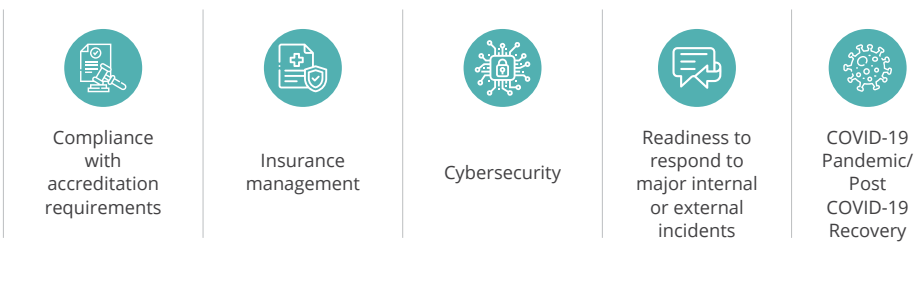 Compliance
with
accreditation
requirements
Insurance
management
Cybersecurity
Readiness to
respond to
major internal
or external
incidents
COVID-19
Pandemic/
Post
COVID-19
Recovery